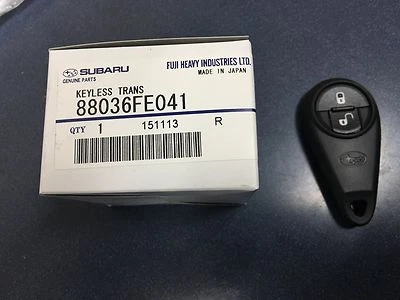 SUBARU
GENUINE PARTS
FUJI HEAVY INDUSTRIES LTD.
MADE IN JAPAN
KEYLESS TRANS
88036FE041
QTY 1 151113 R